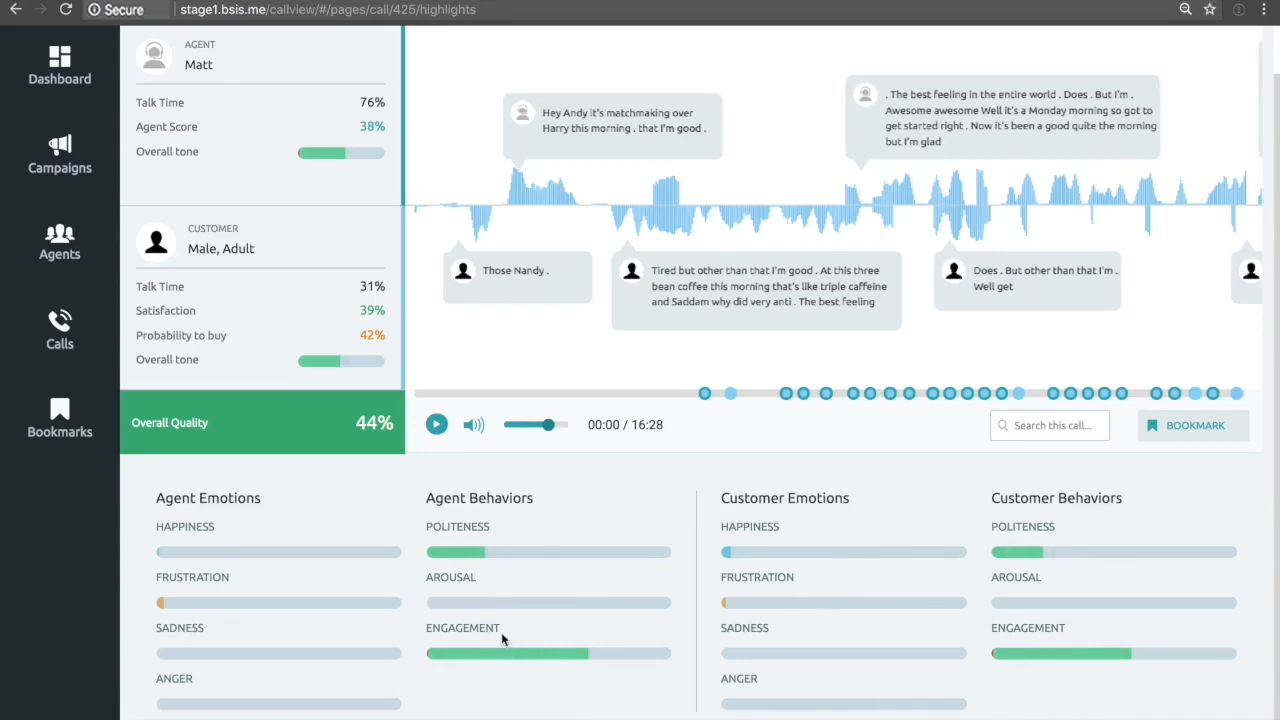 Secure
stage1.bsis.me/callview/#/pages/call/425/highlights
Dashboard
Campaigns
Agents
Calls
Bookmarks
AGENT
Matt
Talk Time 76%
Agent Score 38%
Overall tone
CUSTOMER
Male, Adult
Talk Time 31%
Satisfaction 39%
Probability to buy 42%
Overall tone
Overall Quality 44%
Hey Andy it's matchmaking over
Harry this morning . that I'm good .
. The best feeling in the entire world . Does . But I'm .
Awesome awesome Well it's a Monday morning so got to
get started right . Now it's been a good quite the morning
but I'm glad
Those Nandy .
Tired but other than that I'm good . At this three
bean coffee this morning that's like triple caffeine
and Saddam why did very anti . The best feeling
Does . But other than that I'm .
Well get
00:00 / 16:28
Search this call...
BOOKMARK
Agent Emotions
HAPPINESS
FRUSTRATION
SADNESS
ANGER
Agent Behaviors
POLITENESS
AROUSAL
ENGAGEMENT
Customer Emotions
HAPPINESS
FRUSTRATION
SADNESS
ANGER
Customer Behaviors
POLITENESS
AROUSAL
ENGAGEMENT